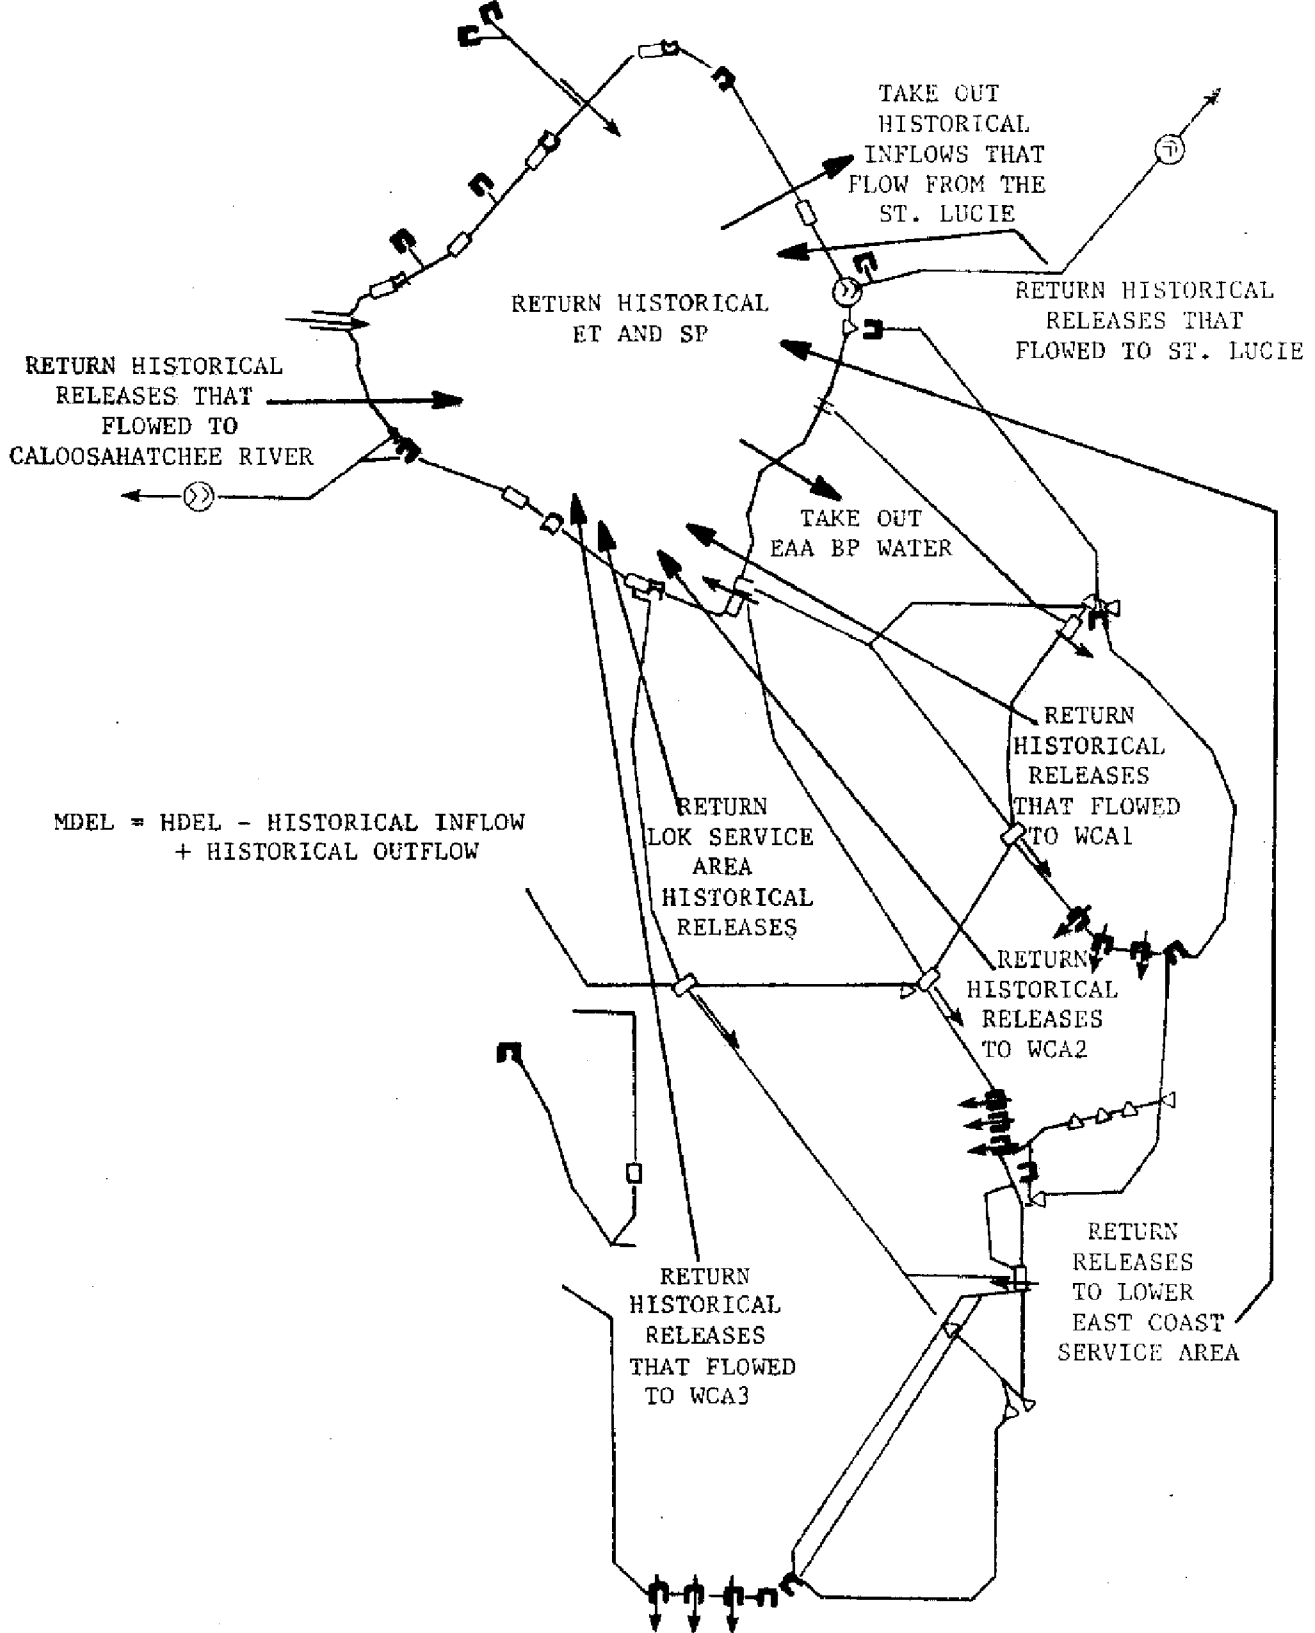 TAKE OUT
HISTORICAL
INFLOWS THAT
FLOW FROM THE
ST. LUCIE
RETURN HISTORICAL
ET AND SP
RETURN HISTORICAL
RELEASES THAT
FLOWED TO ST. LUCIE
RETURN HISTORICAL
RELEASES THAT
FLOWED TO
CALOOSAHATCHEE RIVER
TAKE OUT
EAA BP WATER
RETURN
HISTORICAL
RELEASES
THAT FLOWED
TO WCA1
MDEL = HDEL - HISTORICAL INFLOW
+ HISTORICAL OUTFLOW
RETURN
LOK SERVICE
AREA
HISTORICAL
RELEASES
RETURN
HISTORICAL
RELEASES
TO WCA2
RETURN
HISTORICAL
RELEASES
THAT FLOWED
TO WCA3
RETURN
RELEASES
TO LOWER
EAST COAST
SERVICE AREA